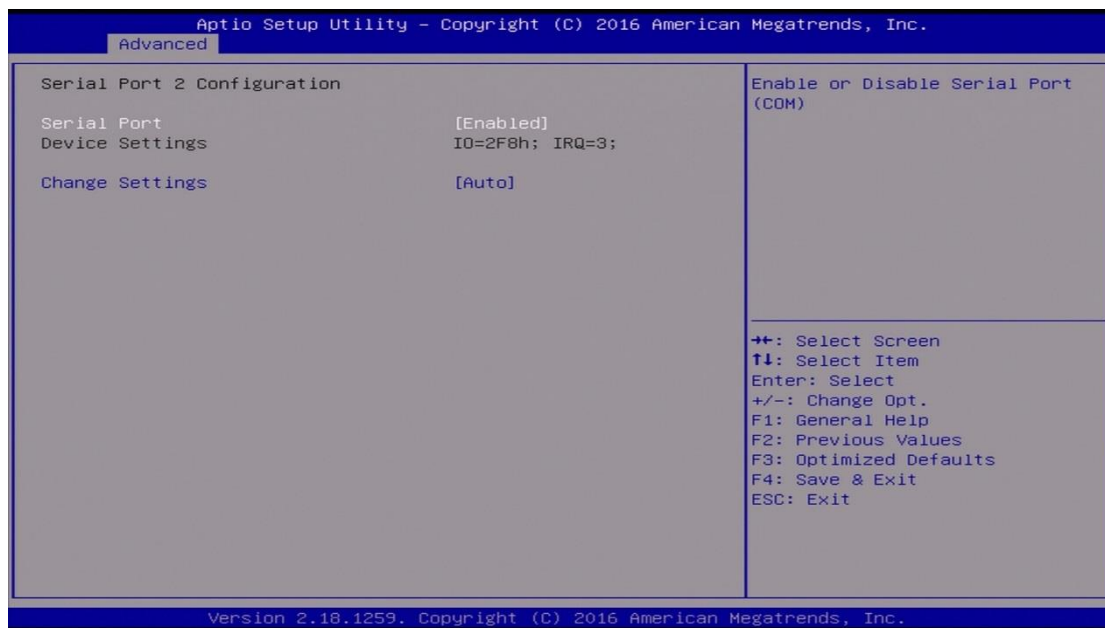 Aptio Setup Utility – Copyright (C) 2016 American Megatrends, Inc.
Advanced
Serial Port 2 Configuration
Serial Port [Enabled]
Device Settings IO=2F8h; IRQ=3;
Change Settings [Auto]
Enable or Disable Serial Port
(COM)
→←: Select Screen
↑↓: Select Item
Enter: Select
+/-: Change Opt.
F1: General Help
F2: Previous Values
F3: Optimized Defaults
F4: Save & Exit
ESC: Exit
Version 2.18.1259. Copyright (C) 2016 American Megatrends, Inc.